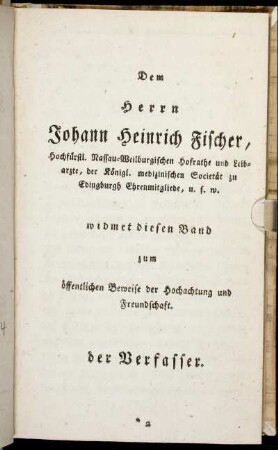 Dem
Herrn
Johann Heinrich Fischer,
Hochfürstl. Nassau-Weilburgischen Hofrathe und Leib-
arzte, der Königl. medizinischen Societät zu
Edingburgh Ehrenmitgliede, u. s. w.
widmet diesen Band
zum
öffentlichen Beweise der Hochachtung und
Freundschaft.
der Verfasser.
* 2